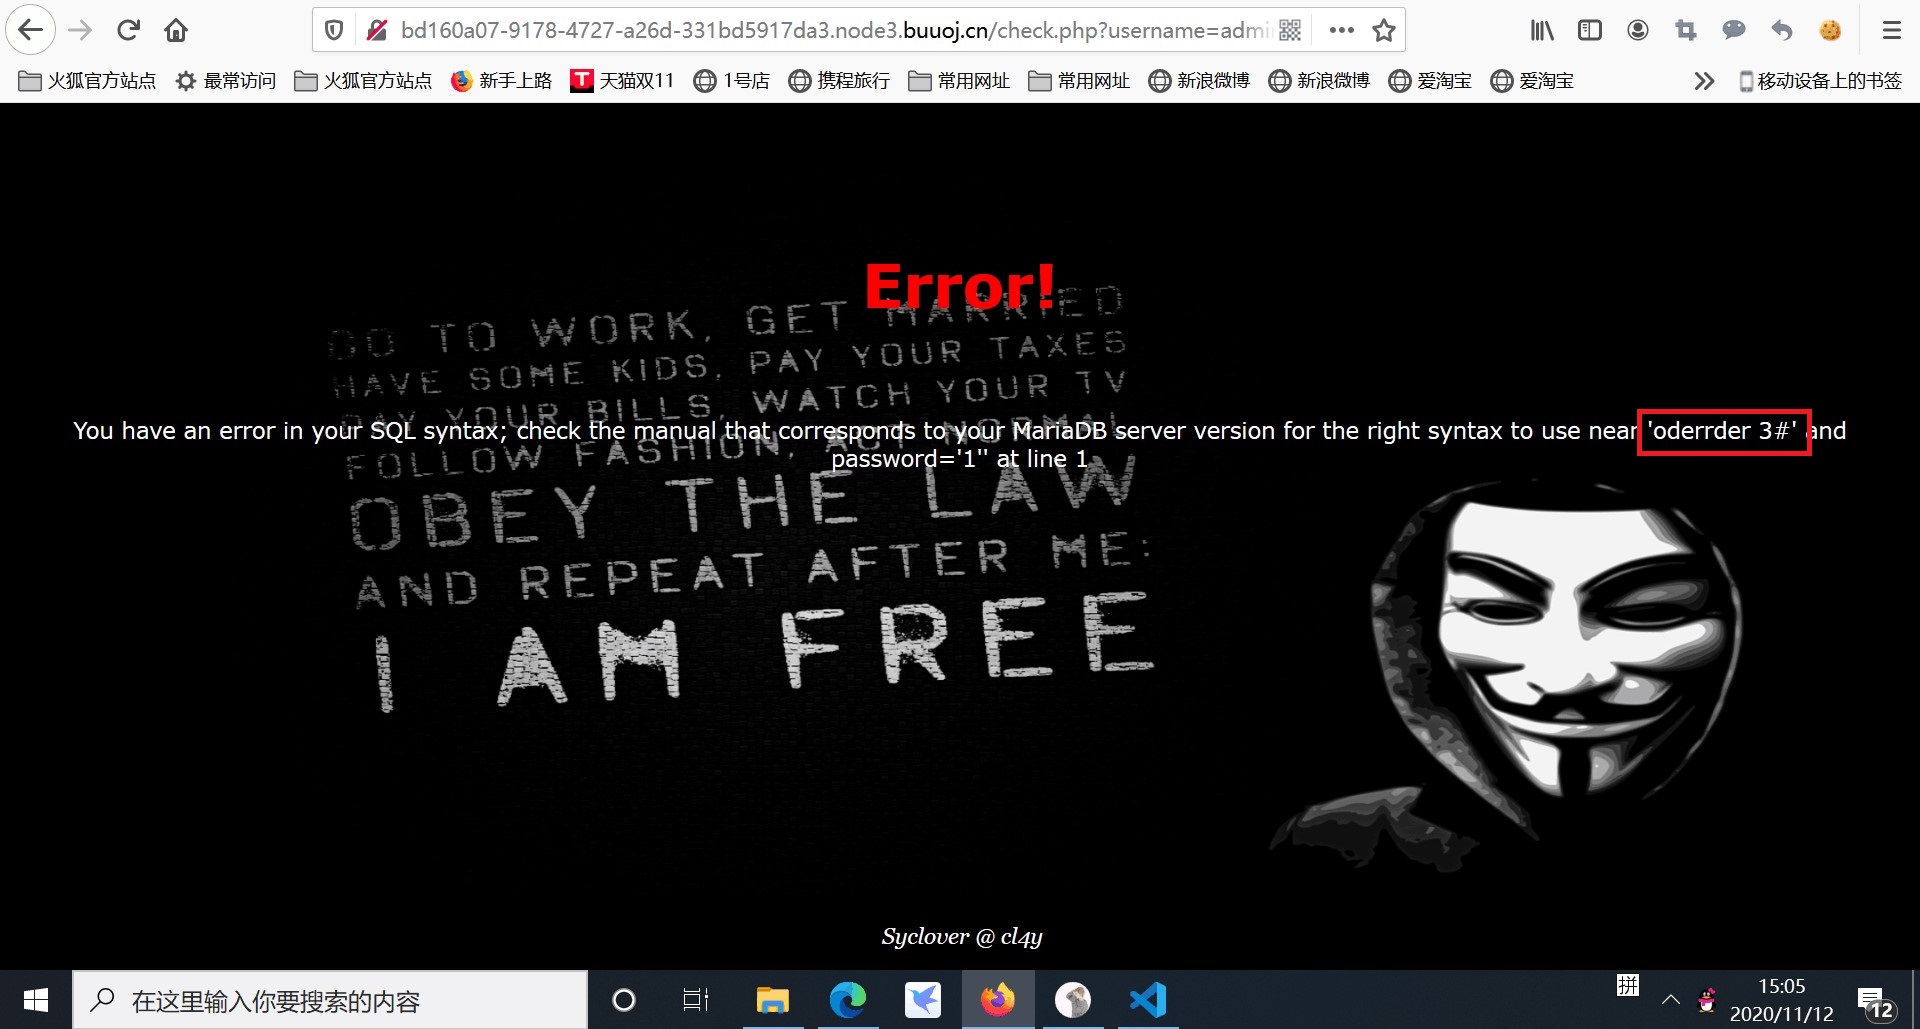 bd160a07-9178-4727-a26d-331bd5917da3.node3.buuoj.cn/check.php?username=admi
火狐官方站点 最常访问 火狐官方站点 新手上路 天猫双11 1号店 携程旅行 常用网址 常用网址 新浪微博 新浪微博 爱淘宝 爱淘宝 移动设备上的书签
Error!
GO TO WORK, GET MARRIED
HAVE SOME KIDS, PAY YOUR TAXES
PAY YOUR BILLS, WATCH YOUR TV
FOLLOW FASHION, ACT NORMAL
OBEY THE LAW
AND REPEAT AFTER ME:
I AM FREE
You have an error in your SQL syntax; check the manual that corresponds to your MariaDB server version for the right syntax to use near 'oderrder 3#' and
password='1'' at line 1
Syclover @ cl4y
在这里输入你要搜索的内容
拼
15:05
2020/11/12
12